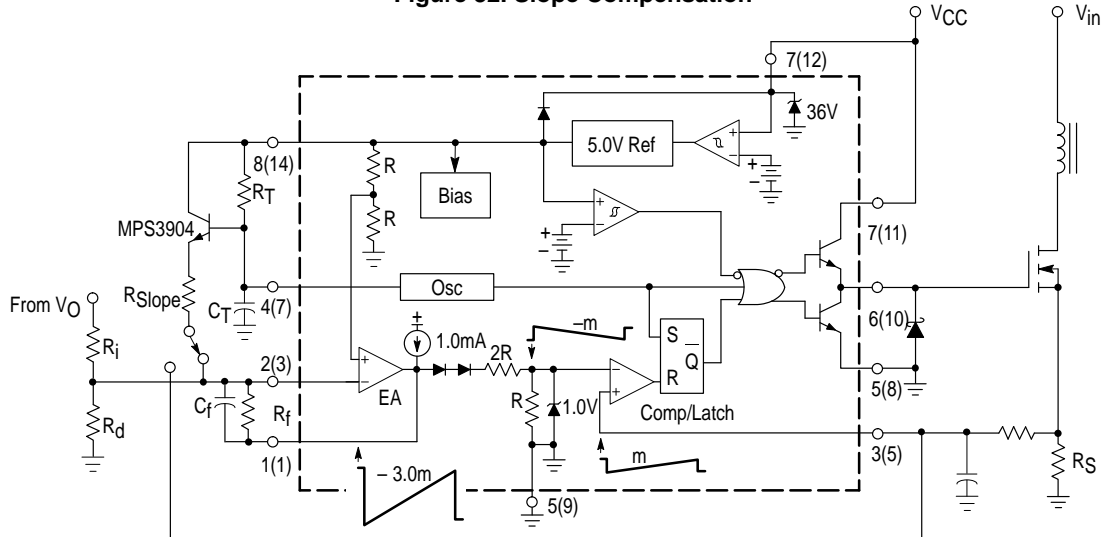 Figure 32. Slope Compensation
VCC
Vin
7(12)
36V
5.0V Ref
+
–
+
–
8(14)
R
Bias
RT
R
+
–
+
–
MPS3904
7(11)
RSlope
From VO
CT
4(7)
Osc
+
1.0mA
–m
6(10)
Ri
2(3)
2R
S
Q
R
+
–
EA
–
+
R
1.0V
Comp/Latch
5(8)
Cf
Rf
Rd
1(1)
m
3(5)
RS
– 3.0m
5(9)